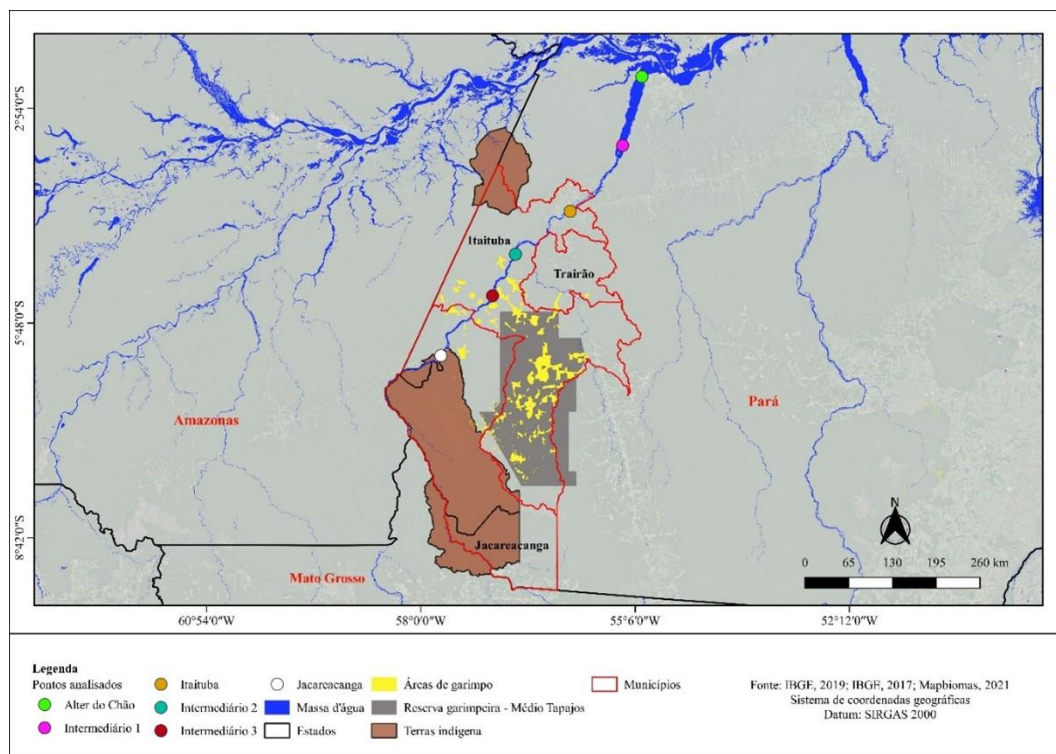 2°54'0"S
5°48'0"S
8°42'0"S
Itaituba
Trairão
Amazonas
Pará
Jacareacanga
Mato Grosso
N
0 65 130 195 260 km
60°54'0"W 58°0'0"W 55°6'0"W 52°12'0"W
Legenda
Pontos analisados
Alter do Chão
Intermediário 1
Itaituba
Intermediário 2
Intermediário 3
Jacareacanga
Massa d'água
Estados
Áreas de garimpo
Reserva garimpeira - Médio Tapajos
Terras indígena
Municípios
Fonte: IBGE, 2019; IBGE, 2017; Mapbiomas, 2021
Sistema de coordenadas geográficas
Datum: SIRGAS 2000